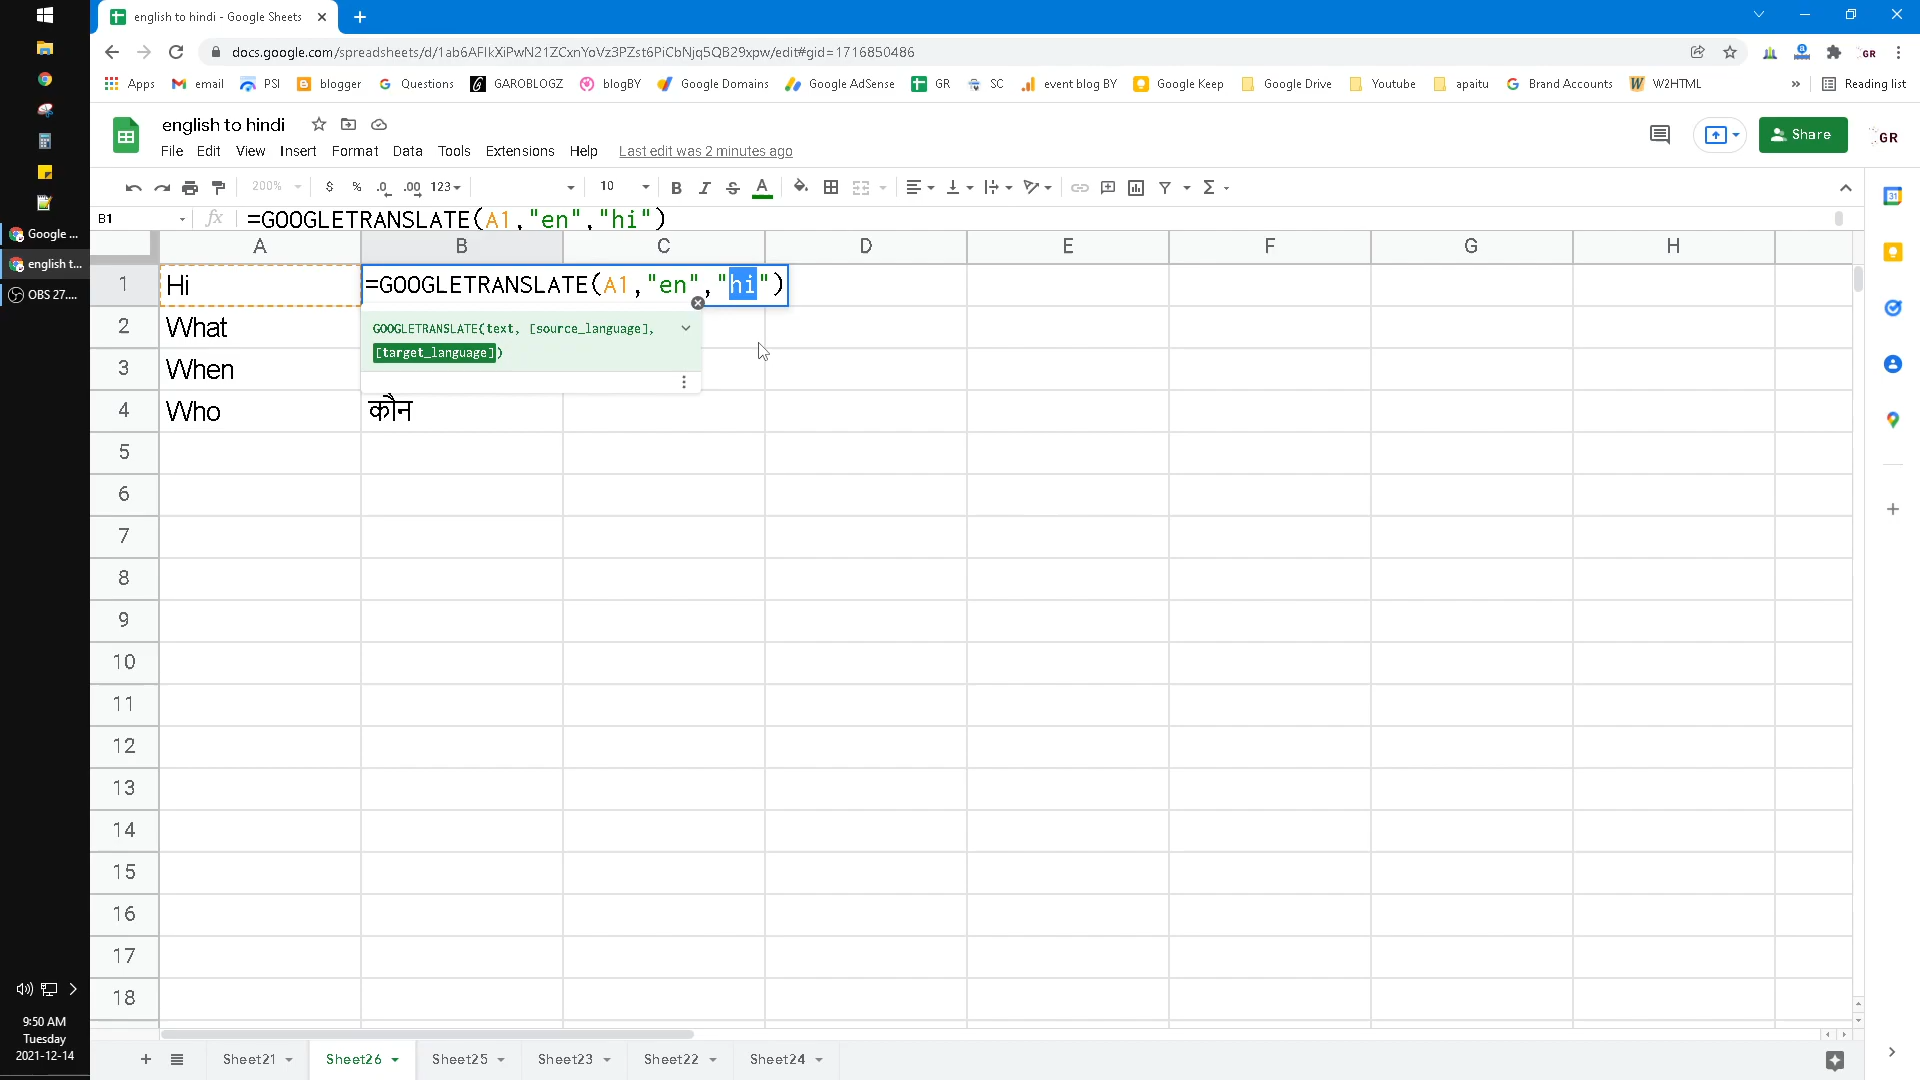 english to hindi - Google Sheets
docs.google.com/spreadsheets/d/1ab6AFIkXiPwN21ZCxnYoVz3PZst6PiCbNjq5QB29xpw/edit#gid=1716850486
GR
Apps email PSI blogger Questions GAROBLOGZ blogBY Google Domains Google AdSense GR SC event blog BY Google Keep Google Drive Youtube apaitu Brand Accounts W2HTML » Reading list
english to hindi
File Edit View Insert Format Data Tools Extensions Help Last edit was 2 minutes ago
Share
GR
200% $ % .0 .00 123 10 B I S A Σ
B1 fx =GOOGLETRANSLATE(A1,"en","hi")
A B C D E F G H
1 Hi =GOOGLETRANSLATE(A1,"en","hi")
2 What
GOOGLETRANSLATE(text, [source_language],
[target_language])
3 When
4 Who कौन
5
6
7
8
9
10
11
12
13
14
15
16
17
18
Sheet21 Sheet26 Sheet25 Sheet23 Sheet22 Sheet24
Google ...
english t...
OBS 27....
9:50 AM
Tuesday
2021-12-14
31